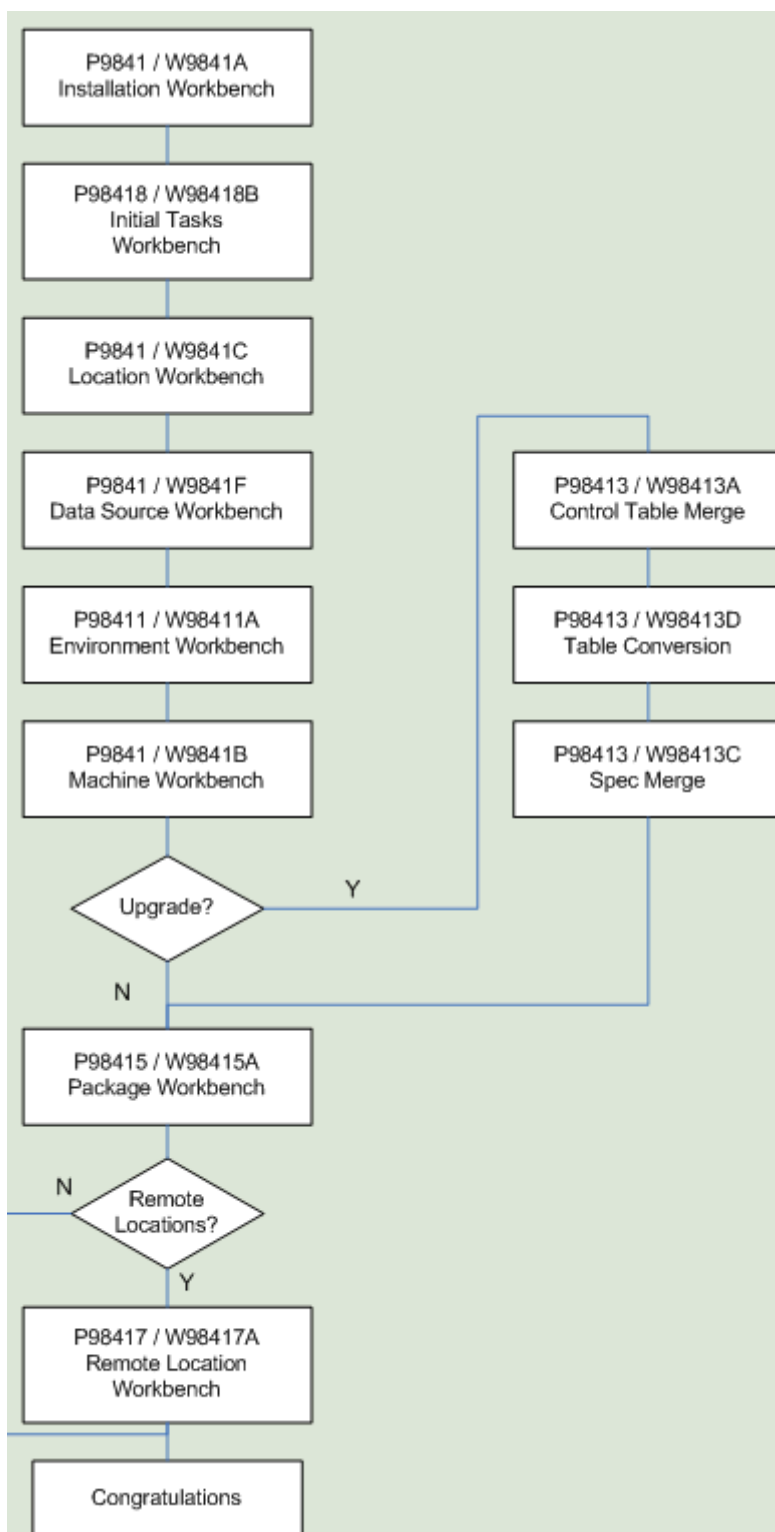 P9841 / W9841A
Installation Workbench
P98418 / W98418B
Initial Tasks
Workbench
P9841 / W9841C
Location Workbench
P9841 / W9841F
Data Source Workbench
P98411 / W98411A
Environment Workbench
P9841 / W9841B
Machine Workbench
Upgrade?
Y
N
P98413 / W98413A
Control Table Merge
P98413 / W98413D
Table Conversion
P98413 / W98413C
Spec Merge
P98415 / W98415A
Package Workbench
N
Remote
Locations?
Y
P98417 / W98417A
Remote Location
Workbench
Congratulations